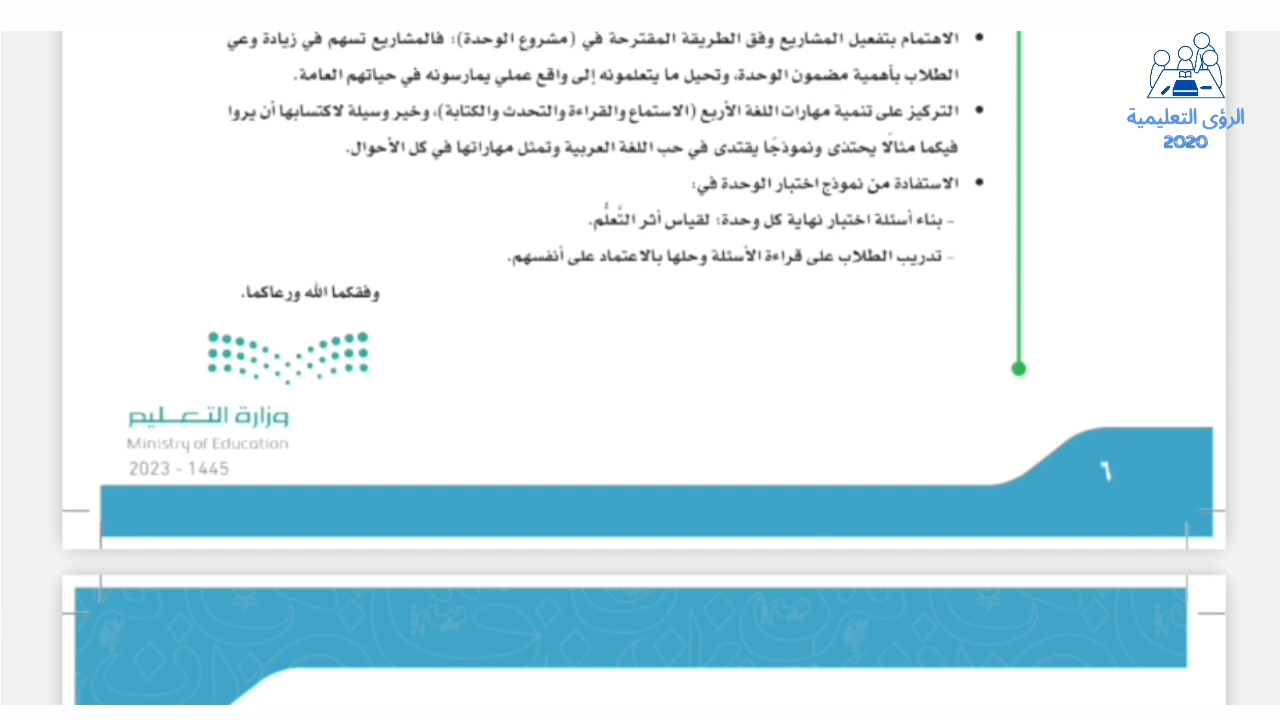 • الاهتمام بتفعيل المشاريع وفق الطريقة المقترحة في (مشروع الوحدة)؛ فالمشاريع تسهم في زيادة وعي
الطلاب بأهمية مضمون الوحدة، وتحيل ما يتعلمونه إلى واقع عملي يمارسونه في حياتهم العامة.
• التركيز على تنمية مهارات اللغة الأربع (الاستماع والقراءة والتحدث والكتابة)، وخير وسيلة لاكتسابها أن يروا
فيكما مثالًا يحتذى ونموذجًا يقتدى في حب اللغة العربية وتمثل مهاراتها في كل الأحوال.
• الاستفادة من نموذج اختبار الوحدة في:
- بناء أسئلة اختبار نهاية كل وحدة؛ لقياس أثر التَّعلُّم.
- تدريب الطلاب على قراءة الأسئلة وحلها بالاعتماد على أنفسهم.
وفقكما الله ورعاكما.
وزارة التعـليم
Ministry of Education
2023 - 1445
٦
الرؤى التعليمية
2020